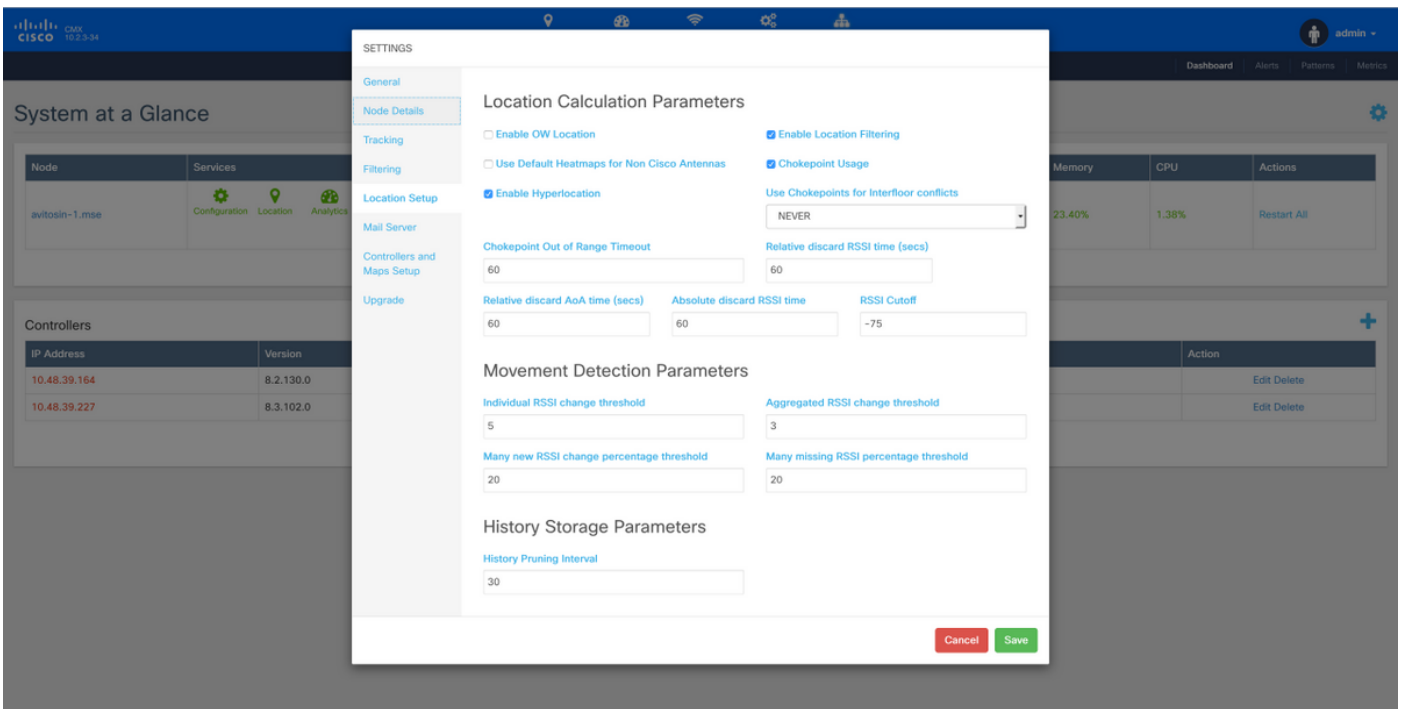 CISCO CMX
10.2.3-34
admin
Dashboard Alerts Patterns Metrics
System at a Glance
Node Services Memory CPU Actions
avitosin-1.mse Configuration Location Analytics 23.40% 1.38% Restart All
Controllers
IP Address Version Action
10.48.39.164 8.2.130.0 Edit Delete
10.48.39.227 8.3.102.0 Edit Delete
SETTINGS
General
Node Details
Tracking
Filtering
Location Setup
Mail Server
Controllers and
Maps Setup
Upgrade
Location Calculation Parameters
Enable OW Location
Enable Location Filtering
Use Default Heatmaps for Non Cisco Antennas
Chokepoint Usage
Enable Hyperlocation
Use Chokepoints for Interfloor conflicts
NEVER
Chokepoint Out of Range Timeout
60
Relative discard RSSI time (secs)
60
Relative discard AoA time (secs)
60
Absolute discard RSSI time
60
RSSI Cutoff
-75
Movement Detection Parameters
Individual RSSI change threshold
5
Aggregated RSSI change threshold
3
Many new RSSI change percentage threshold
20
Many missing RSSI percentage threshold
20
History Storage Parameters
History Pruning Interval
30
Cancel Save